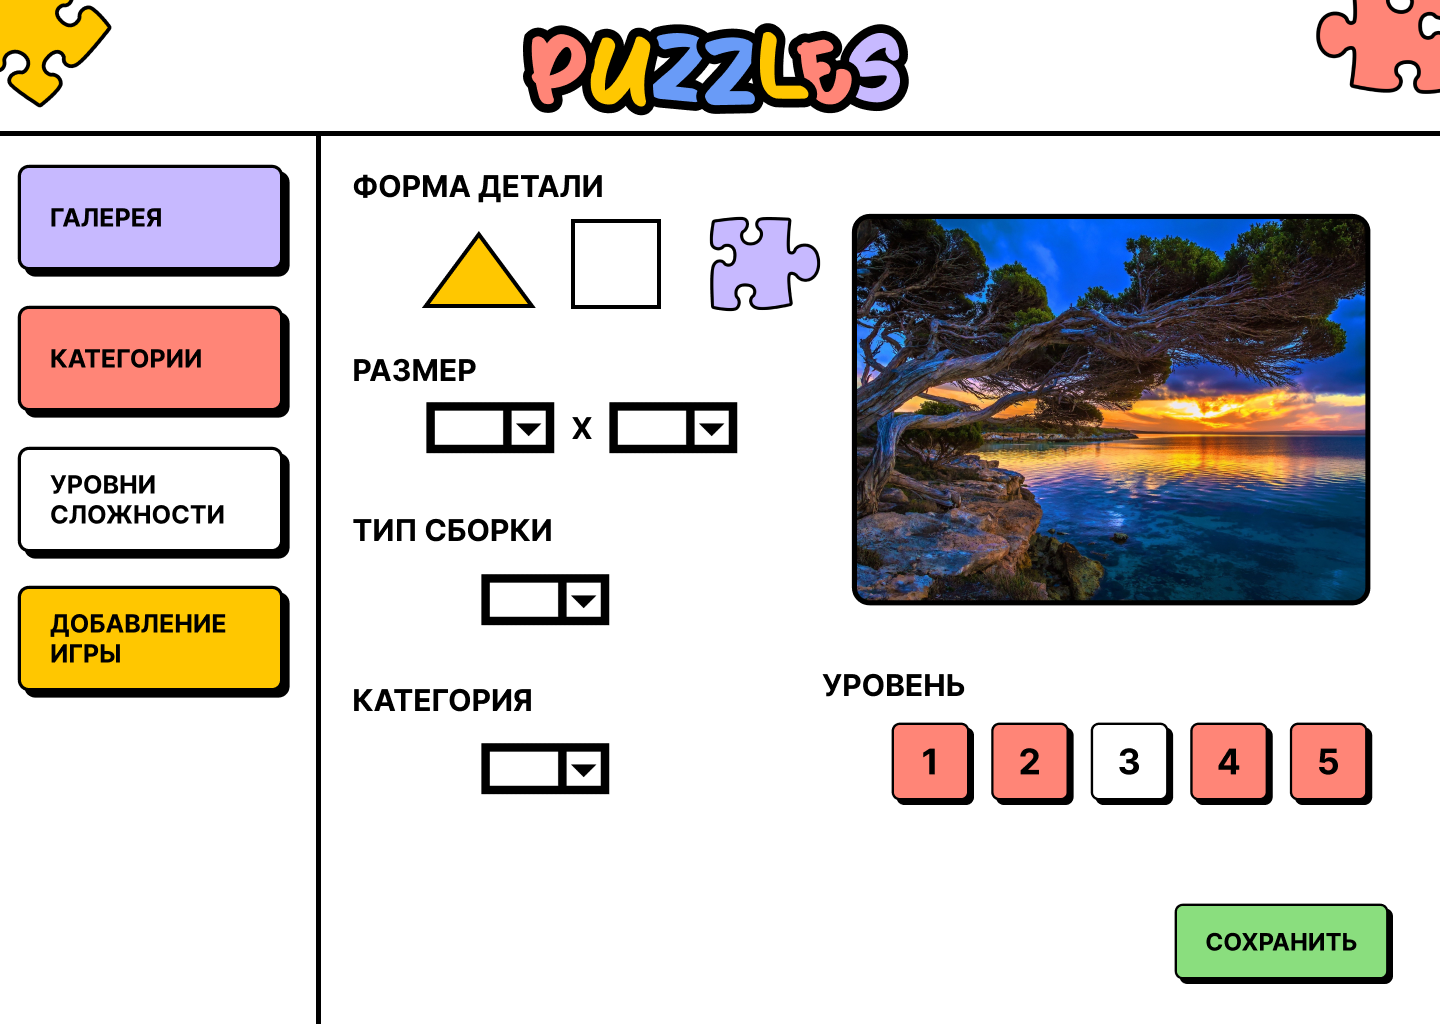 PUZZLES
ГАЛЕРЕЯ
КАТЕГОРИИ
УРОВНИ
СЛОЖНОСТИ
ДОБАВЛЕНИЕ
ИГРЫ
ФОРМА ДЕТАЛИ
РАЗМЕР
X
ТИП СБОРКИ
КАТЕГОРИЯ
УРОВЕНЬ
1 2 3 4 5
СОХРАНИТЬ